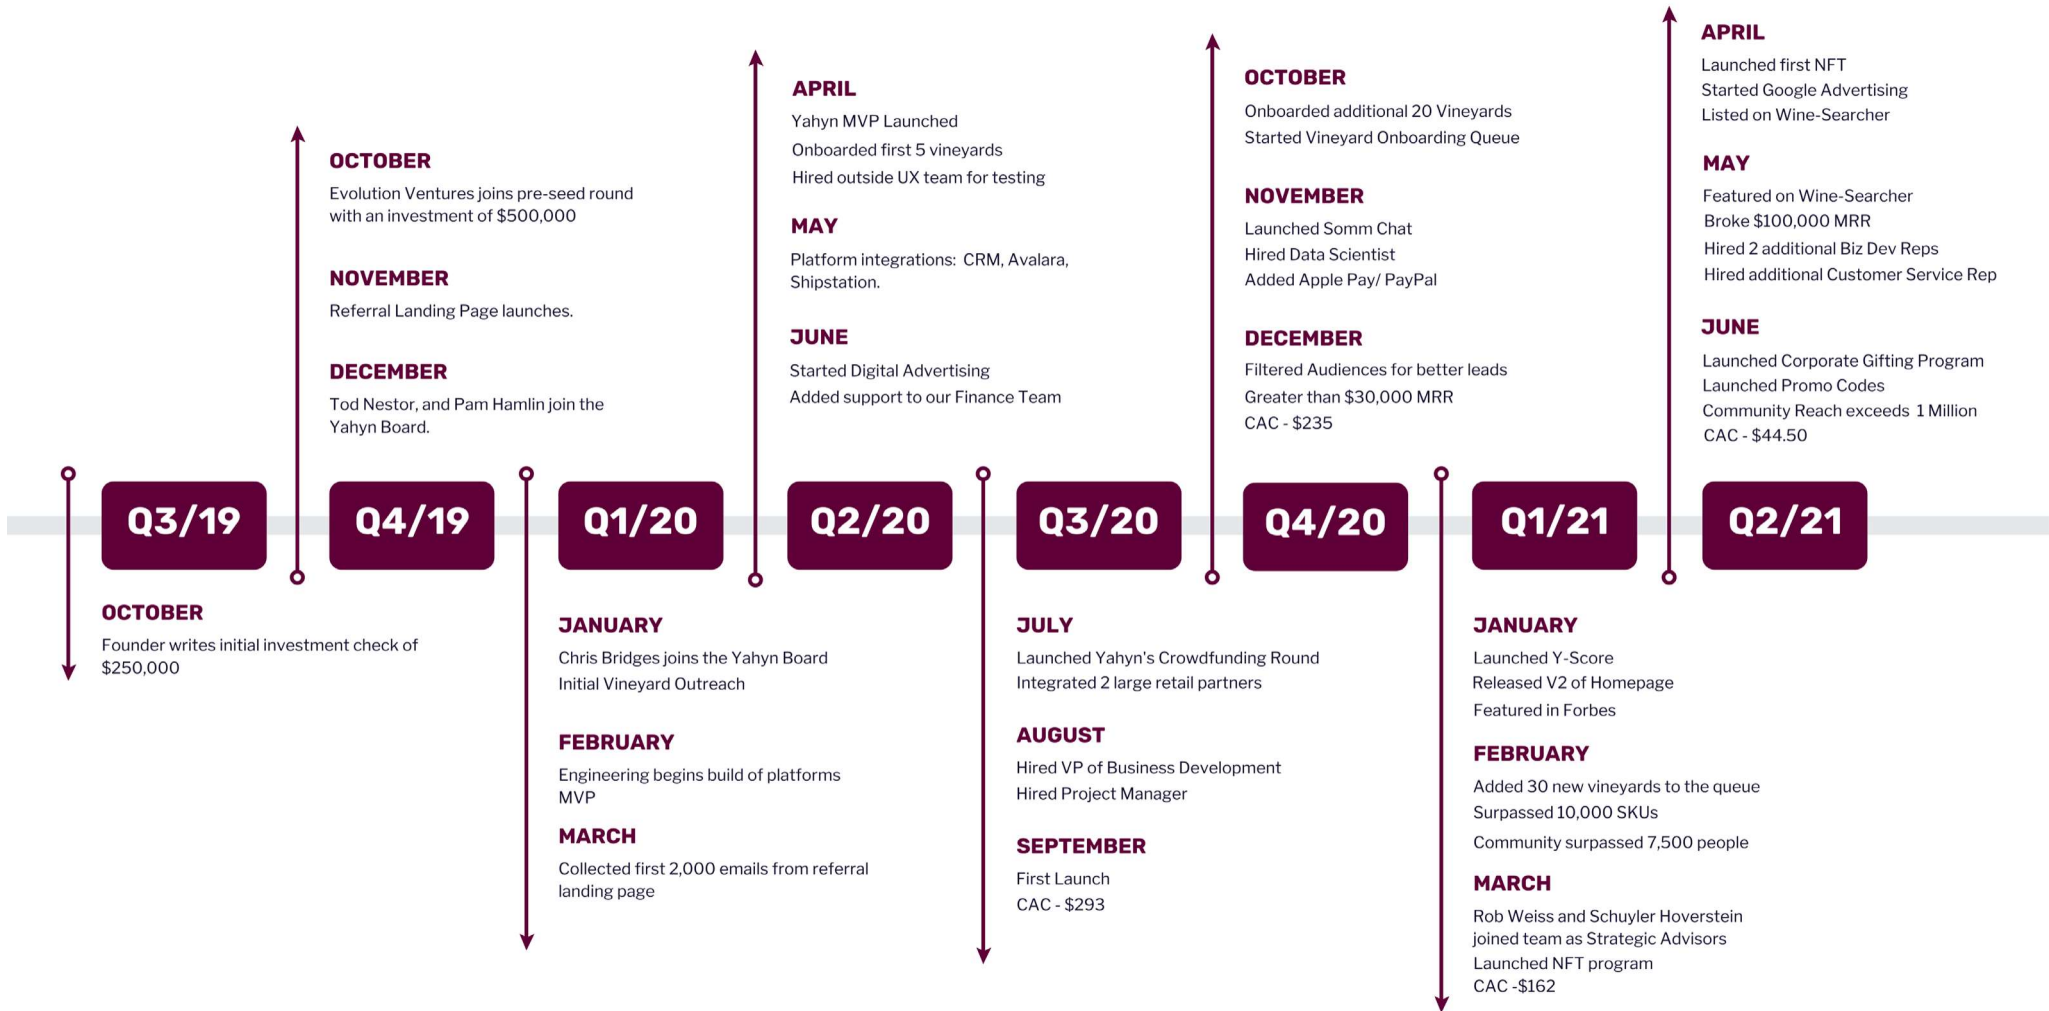 Q3/19
OCTOBER
Founder writes initial investment check of
$250,000
Q4/19
OCTOBER
Evolution Ventures joins pre-seed round
with an investment of $500,000
NOVEMBER
Referral Landing Page launches.
DECEMBER
Tod Nestor, and Pam Hamlin join the
Yahyn Board.
Q1/20
JANUARY
Chris Bridges joins the Yahyn Board
Initial Vineyard Outreach
FEBRUARY
Engineering begins build of platforms
MVP
MARCH
Collected first 2,000 emails from referral
landing page
Q2/20
APRIL
Yahyn MVP Launched
Onboarded first 5 vineyards
Hired outside UX team for testing
MAY
Platform integrations: CRM, Avalara,
Shipstation.
JUNE
Started Digital Advertising
Added support to our Finance Team
Q3/20
JULY
Launched Yahyn's Crowdfunding Round
Integrated 2 large retail partners
AUGUST
Hired VP of Business Development
Hired Project Manager
SEPTEMBER
First Launch
CAC - $293
Q4/20
OCTOBER
Onboarded additional 20 Vineyards
Started Vineyard Onboarding Queue
NOVEMBER
Launched Somm Chat
Hired Data Scientist
Added Apple Pay/ PayPal
DECEMBER
Filtered Audiences for better leads
Greater than $30,000 MRR
CAC - $235
Q1/21
JANUARY
Launched Y-Score
Released V2 of Homepage
Featured in Forbes
FEBRUARY
Added 30 new vineyards to the queue
Surpassed 10,000 SKUs
Community surpassed 7,500 people
MARCH
Rob Weiss and Schuyler Hoverstein
joined team as Strategic Advisors
Launched NFT program
CAC -$162
Q2/21
APRIL
Launched first NFT
Started Google Advertising
Listed on Wine-Searcher
MAY
Featured on Wine-Searcher
Broke $100,000 MRR
Hired 2 additional Biz Dev Reps
Hired additional Customer Service Rep
JUNE
Launched Corporate Gifting Program
Launched Promo Codes
Community Reach exceeds 1 Million
CAC - $44.50